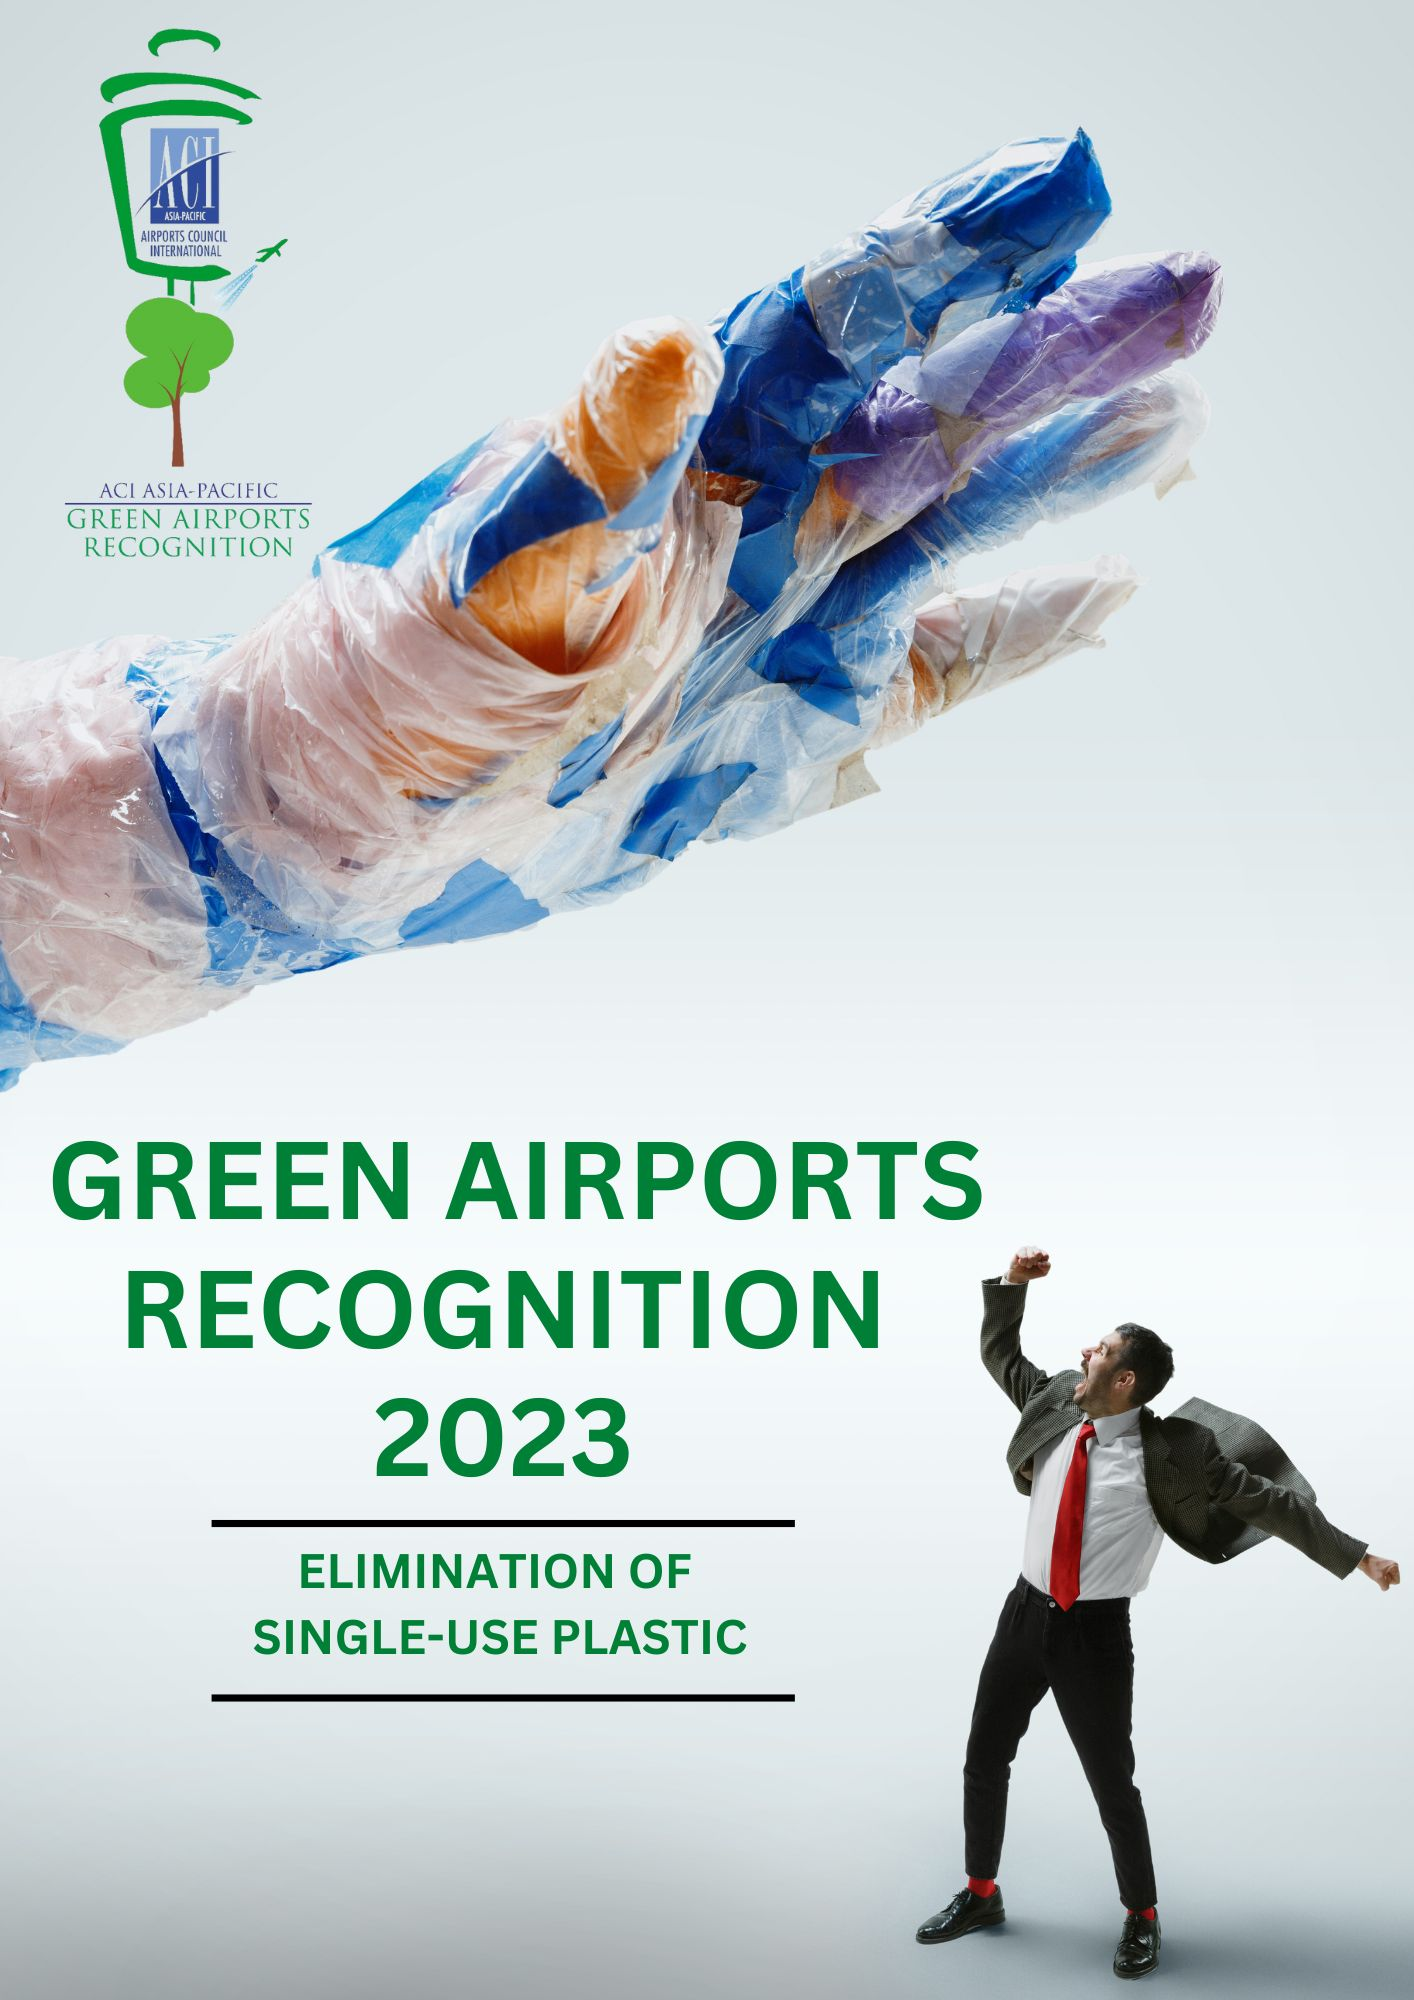 ACI
ASIA-PACIFIC
AIRPORTS COUNCIL
INTERNATIONAL
ACI ASIA-PACIFIC
GREEN AIRPORTS
RECOGNITION
GREEN AIRPORTS
RECOGNITION
2023
ELIMINATION OF
SINGLE-USE PLASTIC